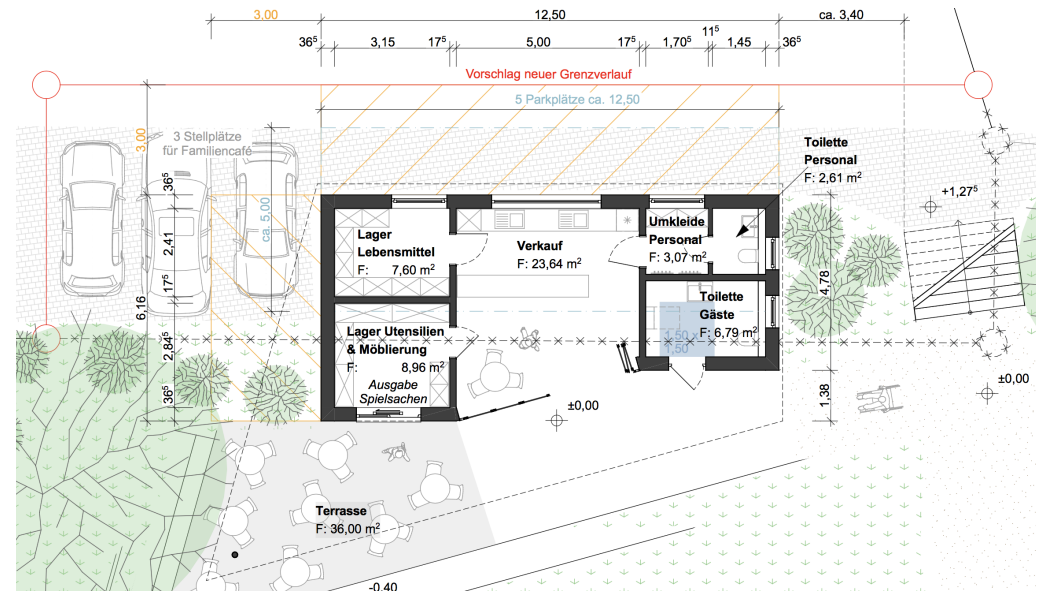 3,00
12,50
ca. 3,40
36⁵
3,15
17⁵
5,00
17⁵
1,70⁵
11⁵
1,45
36⁵
Vorschlag neuer Grenzverlauf
5 Parkplätze ca. 12,50
3 Stellplätze
für Familiencafé
3,00
36⁵
2,41
17⁵
6,16
2,84⁵
36⁵
ca. 5,00
Toilette
Personal
F: 2,61 m²
+1,27⁵
Lager
Lebensmittel
F: 7,60 m²
Verkauf
F: 23,64 m²
Umkleide
Personal
F: 3,07 m²
Toilette
Gäste
F: 6,79 m²
1,50 x
1,50
4,78
1,38
Lager Utensilien
& Möblierung
F: 8,96 m²
Ausgabe
Spielsachen
±0,00
±0,00
Terrasse
F: 36,00 m²
-0,40